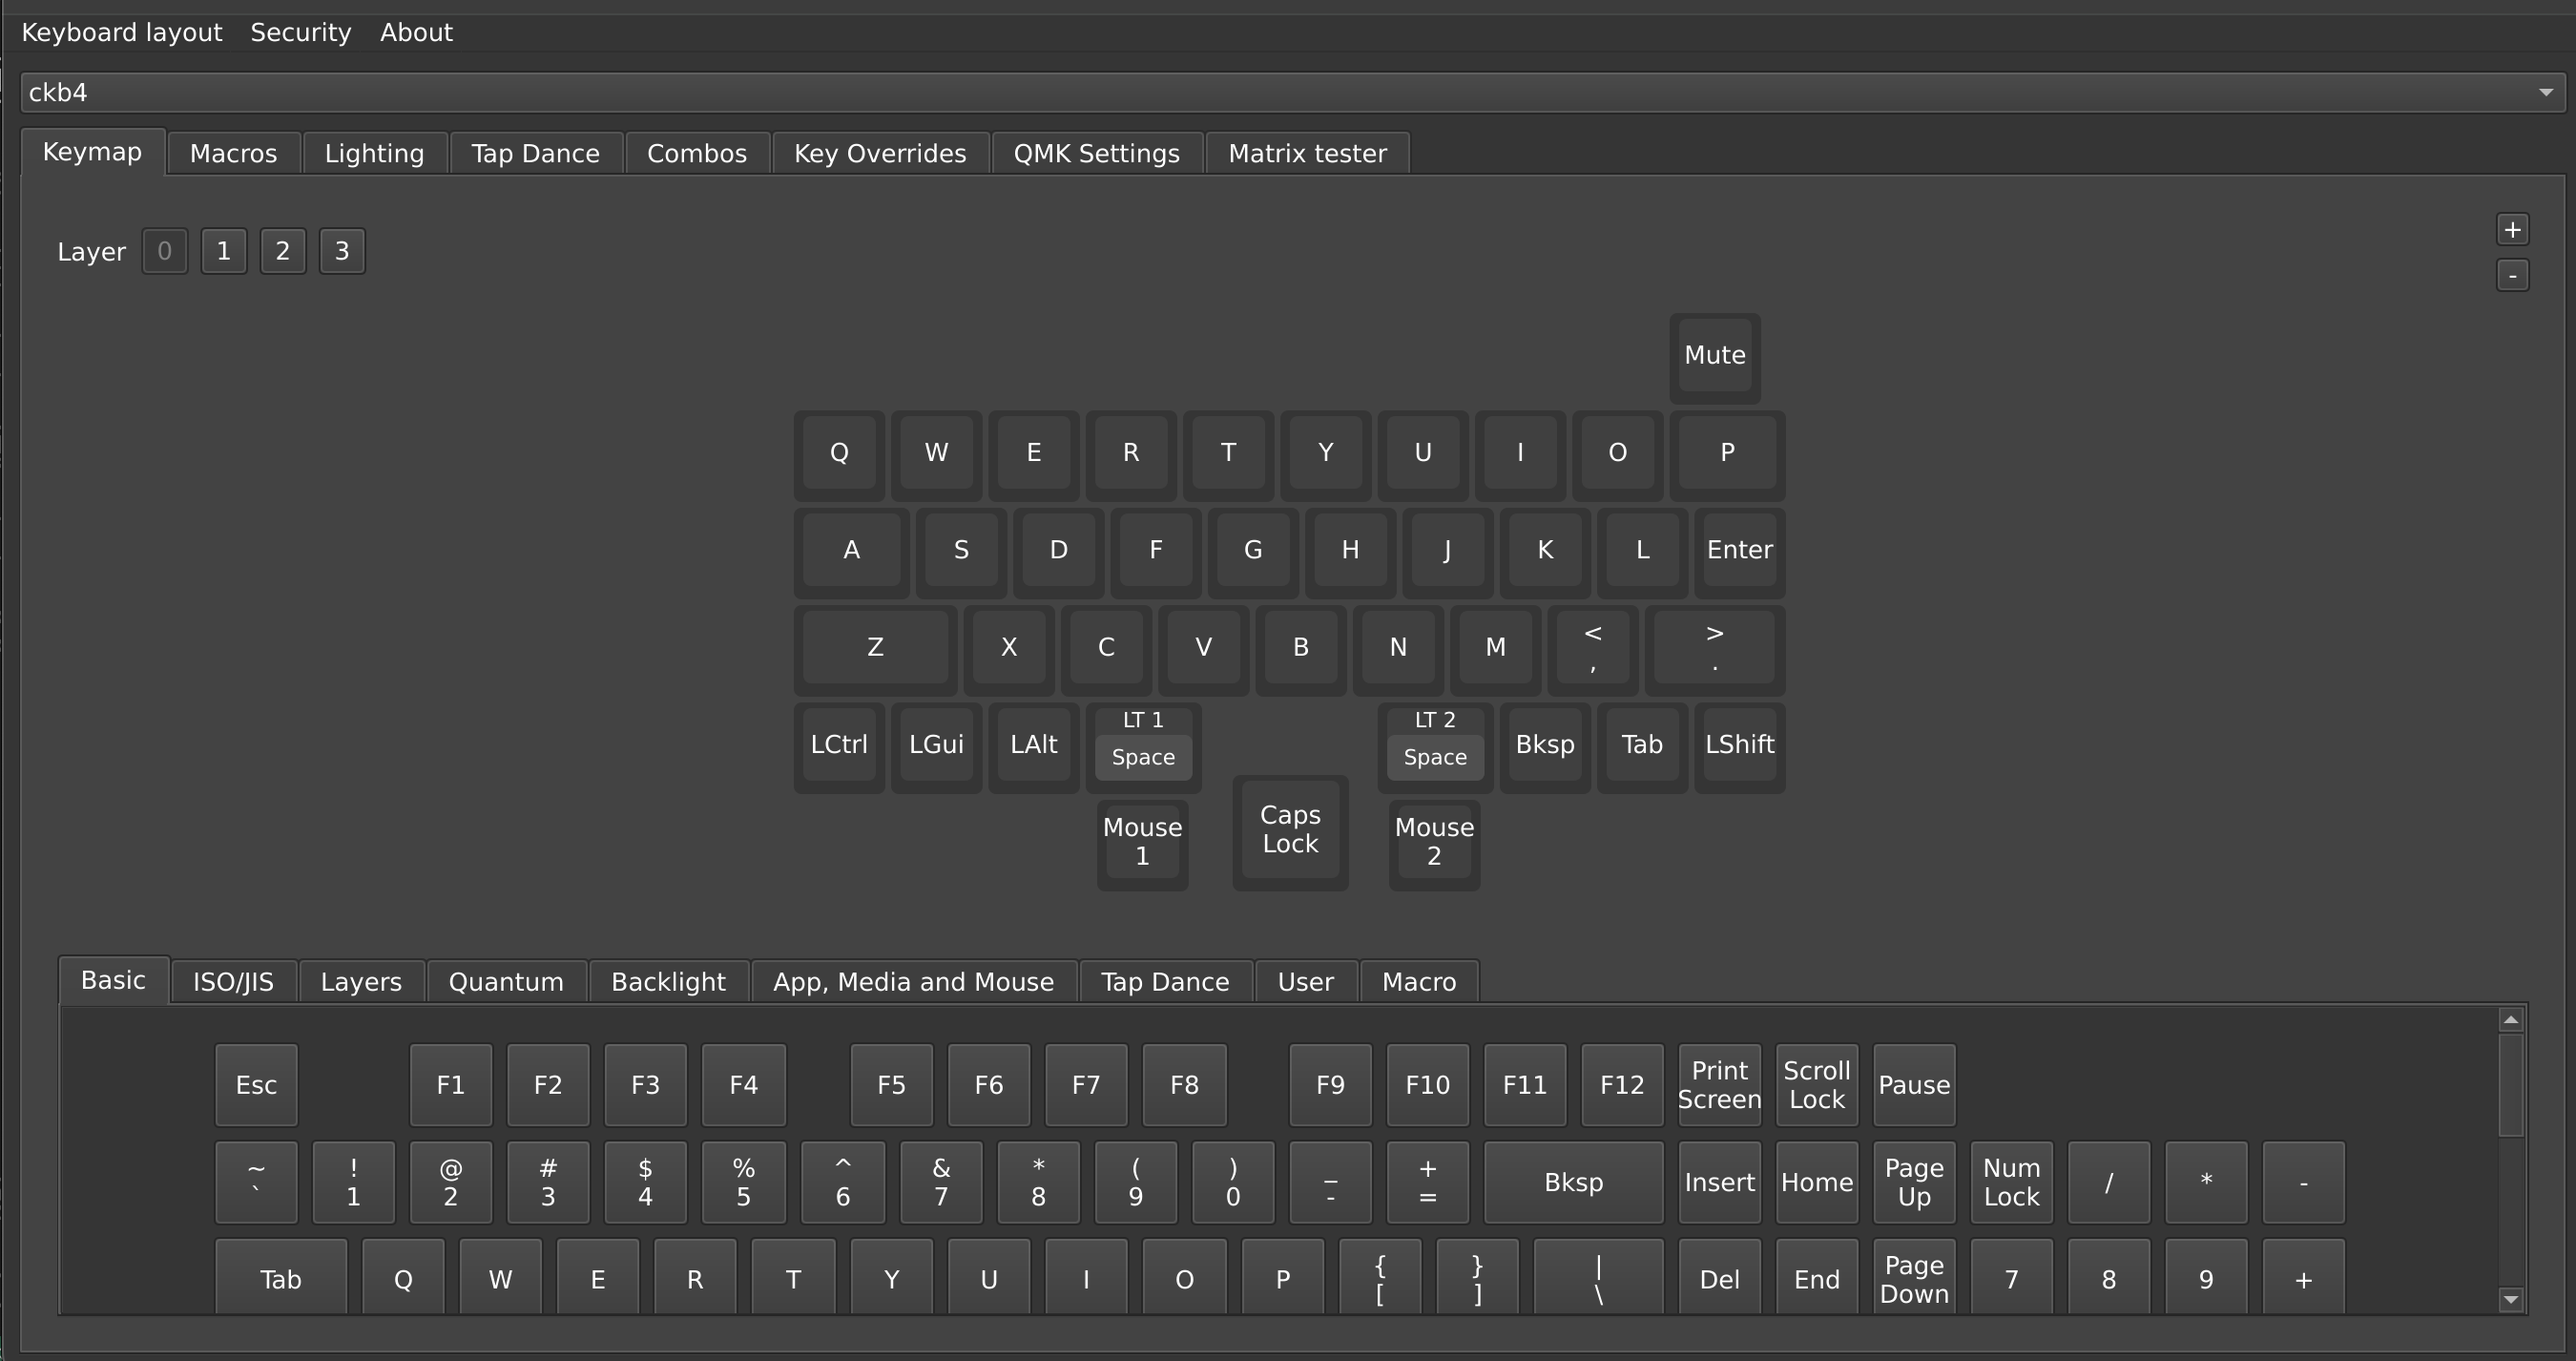 Keyboard layout Security About
ckb4
Keymap Macros Lighting Tap Dance Combos Key Overrides QMK Settings Matrix tester
+
Layer 0 1 2 3
-
Mute
Q W E R T Y U I O P
A S D F G H J K L Enter
Z X C V B N M < , > .
LCtrl LGui LAlt LT 1 Space LT 2 Space Bksp Tab LShift
Mouse 1 Caps Lock Mouse 2
Basic ISO/JIS Layers Quantum Backlight App, Media and Mouse Tap Dance User Macro
Esc F1 F2 F3 F4 F5 F6 F7 F8 F9 F10 F11 F12 Print Screen Scroll Lock Pause
~ ` ! 1 @ 2 # 3 $ 4 % 5 ^ 6 & 7 * 8 ( 9 ) 0 _ - + = Bksp Insert Home Page Up Num Lock / * -
Tab Q W E R T Y U I O P { [ } ] | \ Del End Page Down 7 8 9 +